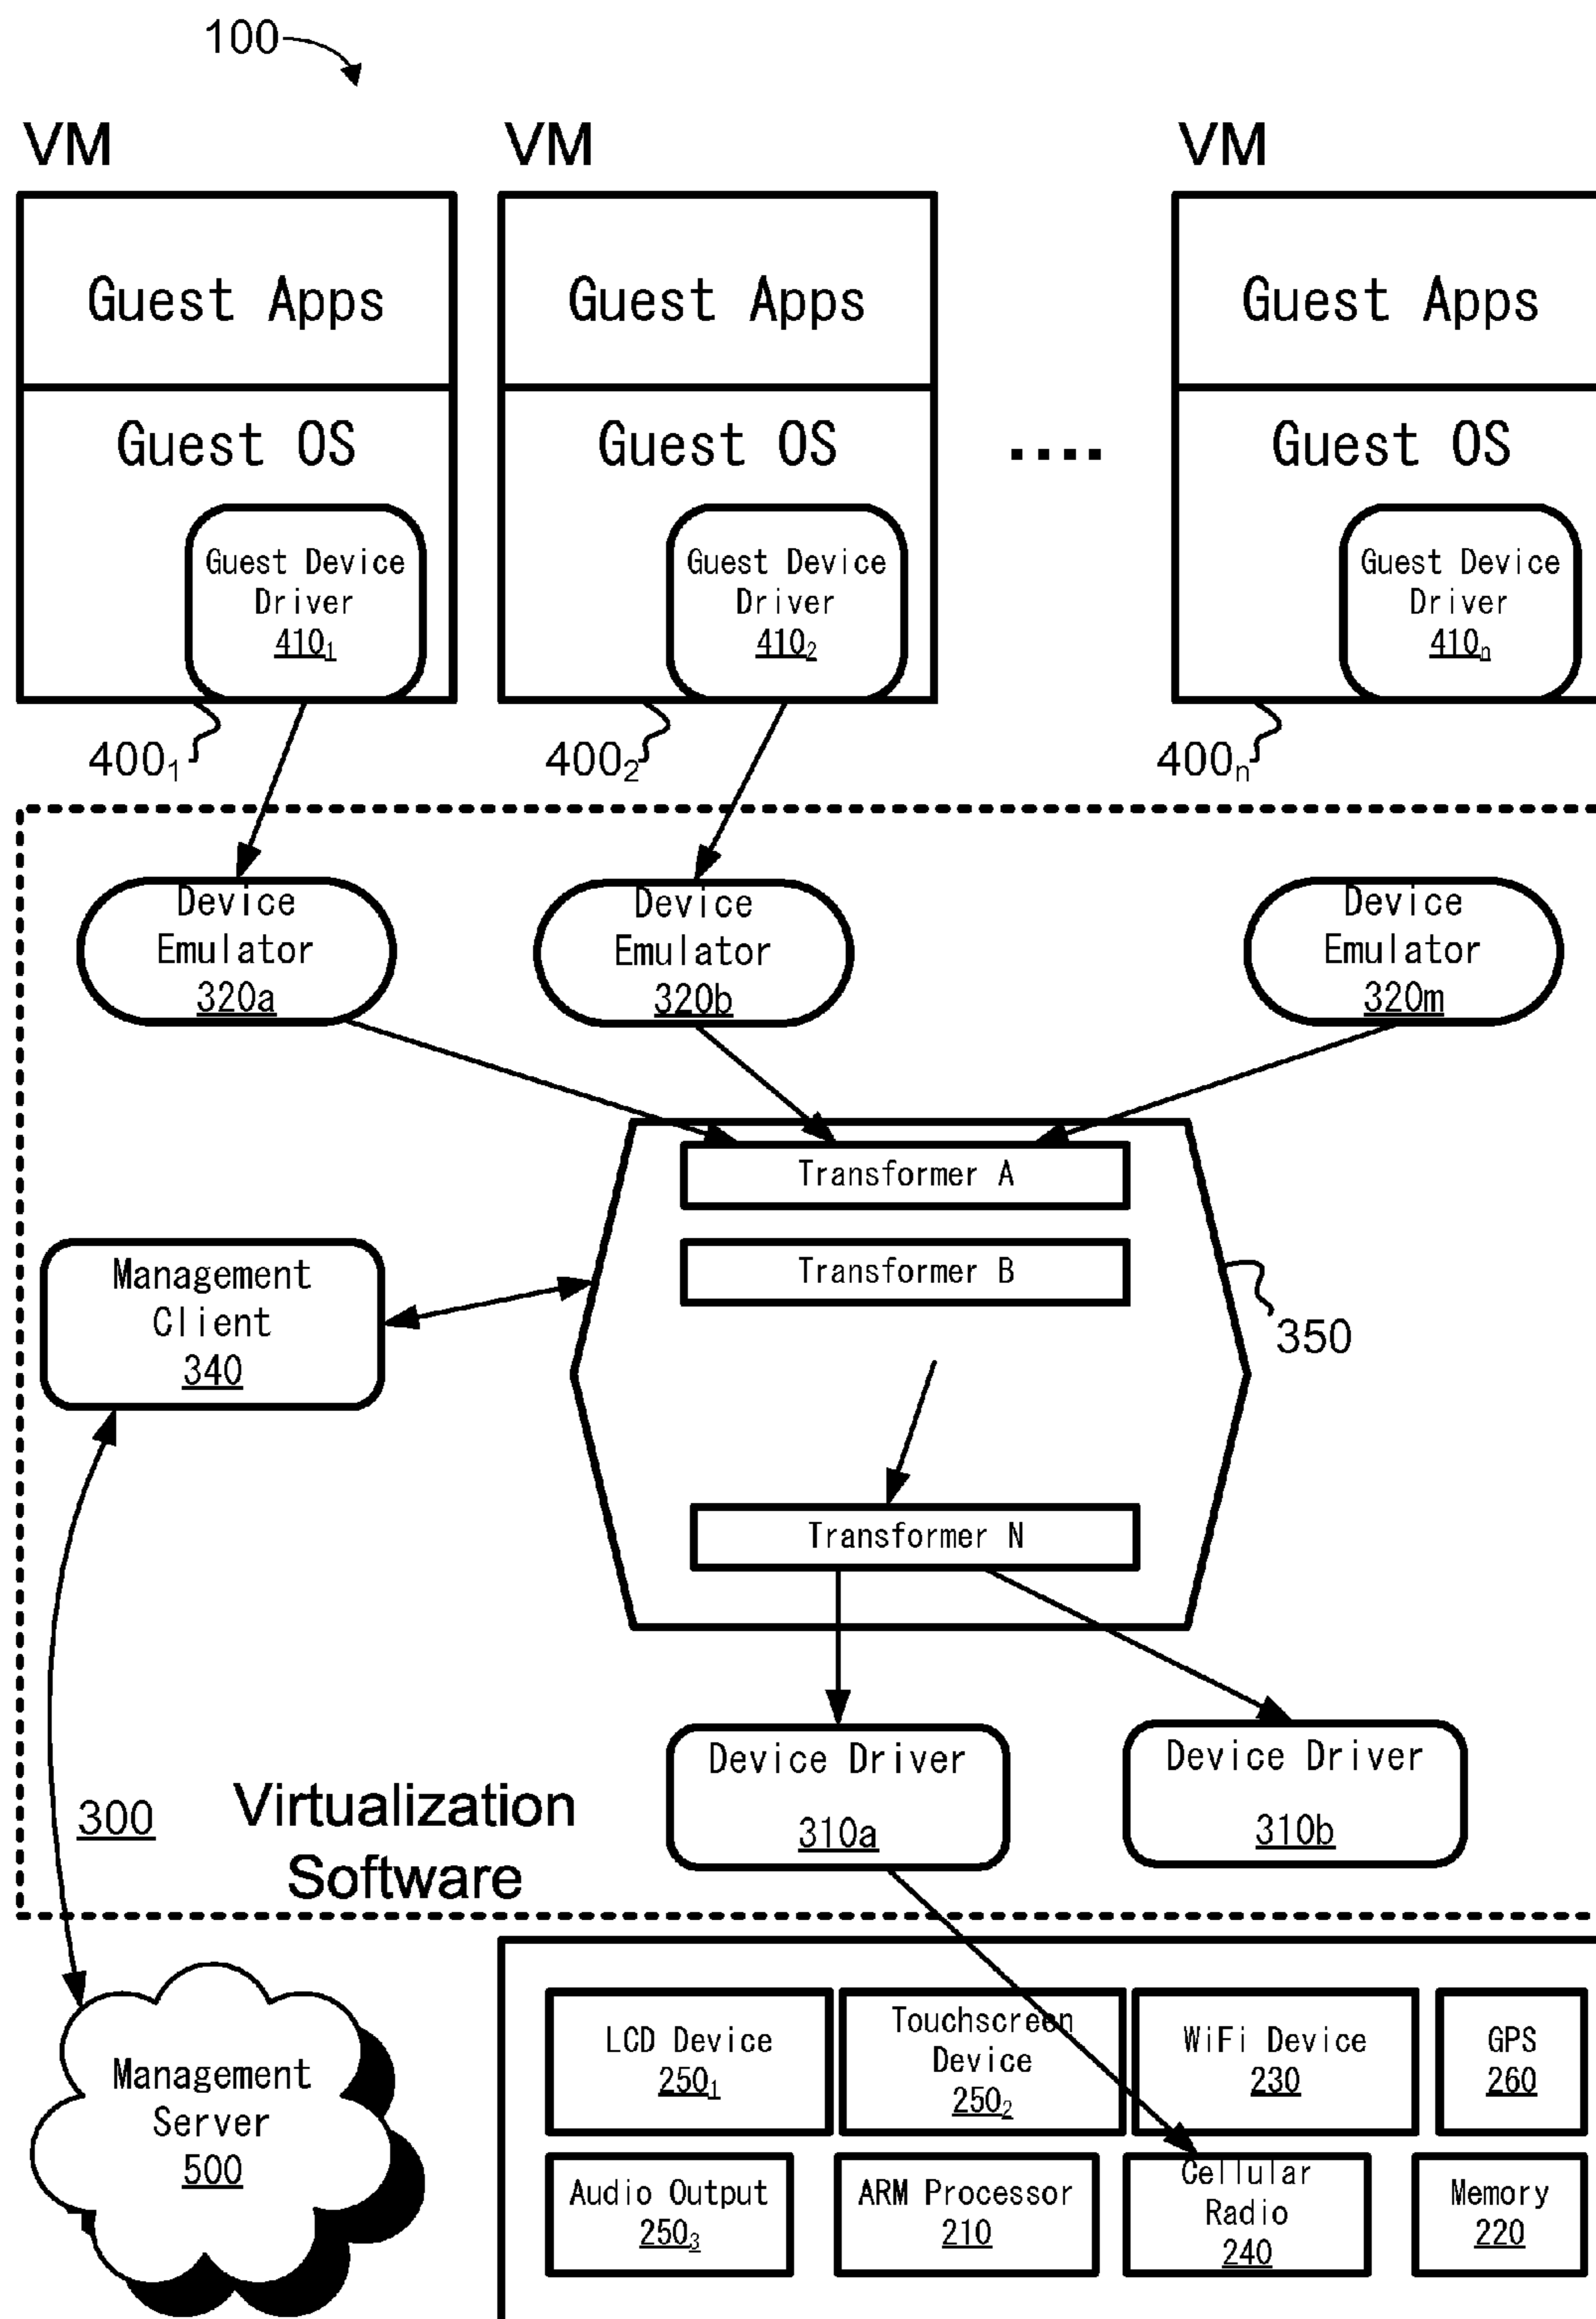 100
VM
VM
VM
Guest Apps
Guest Apps
Guest Apps
Guest OS
Guest OS
....
Guest OS
Guest Device
Driver
410₁
Guest Device
Driver
410₂
Guest Device
Driver
410ₙ
400₁
400₂
400ₙ
Device
Emulator
320a
Device
Emulator
320b
Device
Emulator
320m
Transformer A
Transformer B
Management
Client
340
350
Transformer N
Device Driver
310a
Device Driver
310b
300
Virtualization
Software
Management
Server
500
LCD Device
250₁
Touchscreen
Device
250₂
WiFi Device
230
GPS
260
Audio Output
250₃
ARM Processor
210
Cellular
Radio
240
Memory
220